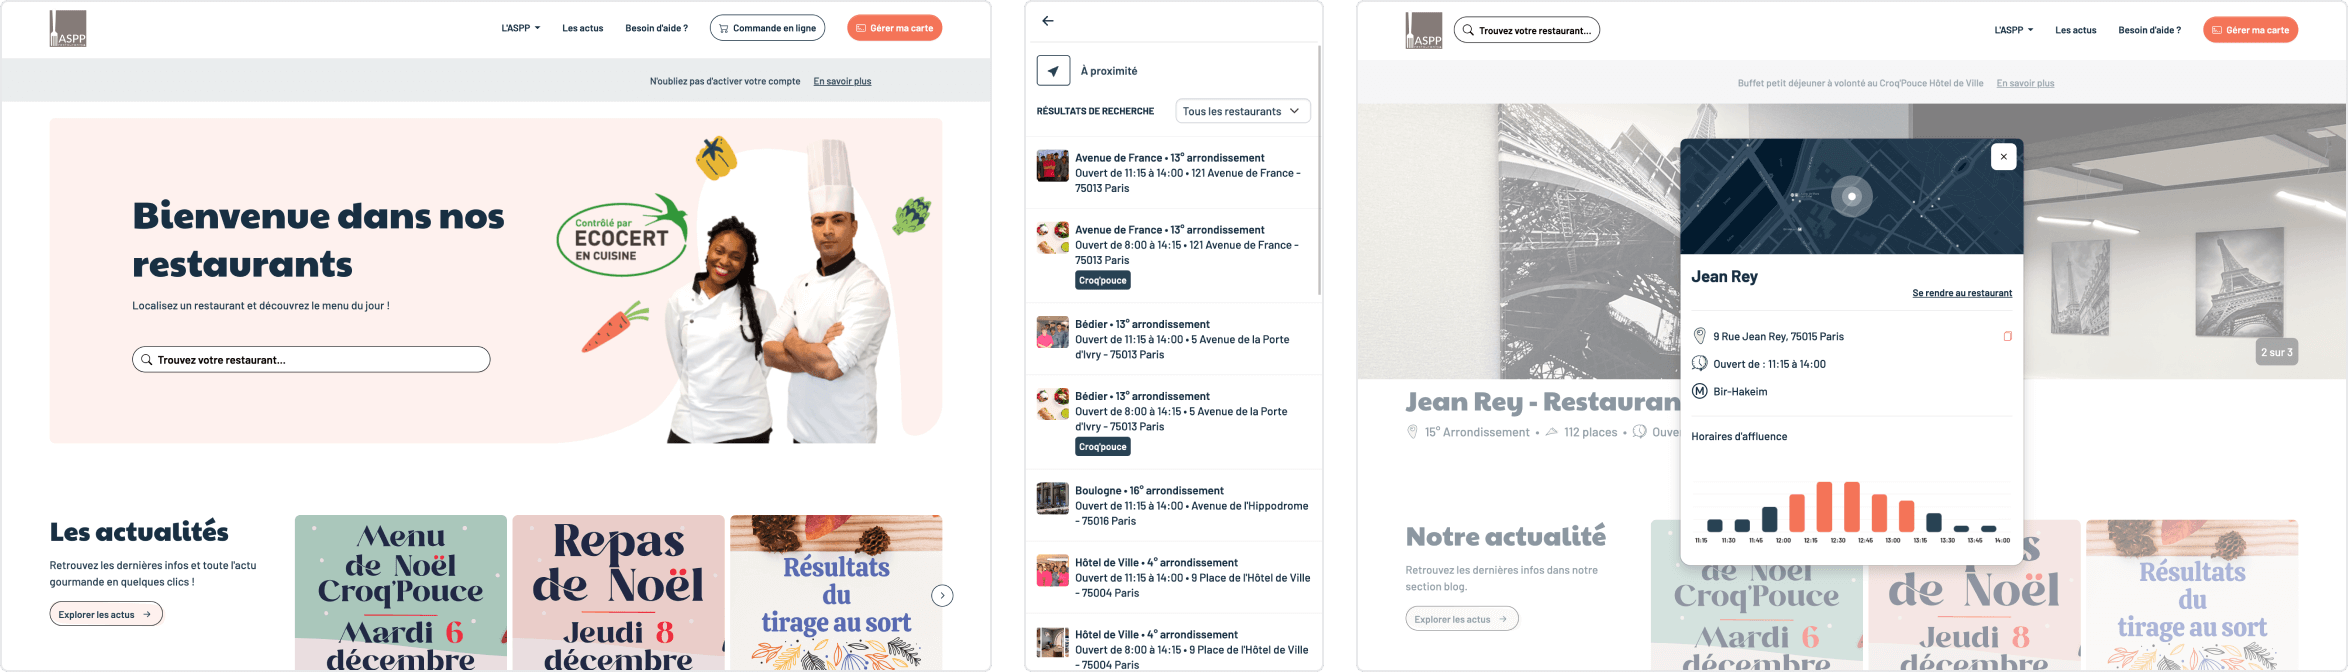 ASPP
L'ASPP
Les actus
Besoin d'aide ?
Commande en ligne
Gérer ma carte
N'oubliez pas d'activer votre compte
En savoir plus
Bienvenue dans nos
restaurants
Localisez un restaurant et découvrez le menu du jour !
Trouvez votre restaurant...
Contrôlé par
ECOCERT
EN CUISINE
Les actualités
Retrouvez les dernières infos et toute l'actu
gourmande en quelques clics !
Explorer les actus
Menu
de Noël
Croq'Pouce
Mardi 6
décembre
Repas
de Noël
Jeudi 8
décembre
Résultats
du
tirage au sort
À proximité
RÉSULTATS DE RECHERCHE
Tous les restaurants
Avenue de France • 13° arrondissement
Ouvert de 11:15 à 14:00 • 121 Avenue de France -
75013 Paris
Avenue de France • 13° arrondissement
Ouvert de 8:00 à 14:15 • 121 Avenue de France -
75013 Paris
Croq'pouce
Bédier • 13° arrondissement
Ouvert de 11:15 à 14:00 • 5 Avenue de la Porte
d'Ivry - 75013 Paris
Bédier • 13° arrondissement
Ouvert de 8:00 à 14:15 • 5 Avenue de la Porte
d'Ivry - 75013 Paris
Croq'pouce
Boulogne • 16° arrondissement
Ouvert de 11:15 à 14:00 • Avenue de l'Hippodrome
- 75016 Paris
Hôtel de Ville • 4° arrondissement
Ouvert de 11:15 à 14:00 • 9 Place de l'Hôtel de Ville
- 75004 Paris
Hôtel de Ville • 4° arrondissement
Ouvert de 8:00 à 14:15 • 9 Place de l'Hôtel de Ville
- 75004 Paris
ASPP
Trouvez votre restaurant...
L'ASPP
Les actus
Besoin d'aide ?
Gérer ma carte
Buffet petit déjeuner à volonté au Croq'Pouce Hôtel de Ville
En savoir plus
2 sur 3
Jean Rey - Restauran
15° Arrondissement • 112 places • Ouve
Jean Rey
Se rendre au restaurant
9 Rue Jean Rey, 75015 Paris
Ouvert de : 11:15 à 14:00
M Bir-Hakeim
Horaires d'affluence
11:15 11:30 11:45 12:00 12:15 12:30 12:45 13:00 13:15 13:30 13:45 14:00
Notre actualité
Retrouvez les dernières infos dans notre
section blog.
Explorer les actus
de Noël
Croq'Pouce
Mardi 6
décembre
s
de Noël
Jeudi 8
décembre
Résultats
du
tirage au sort